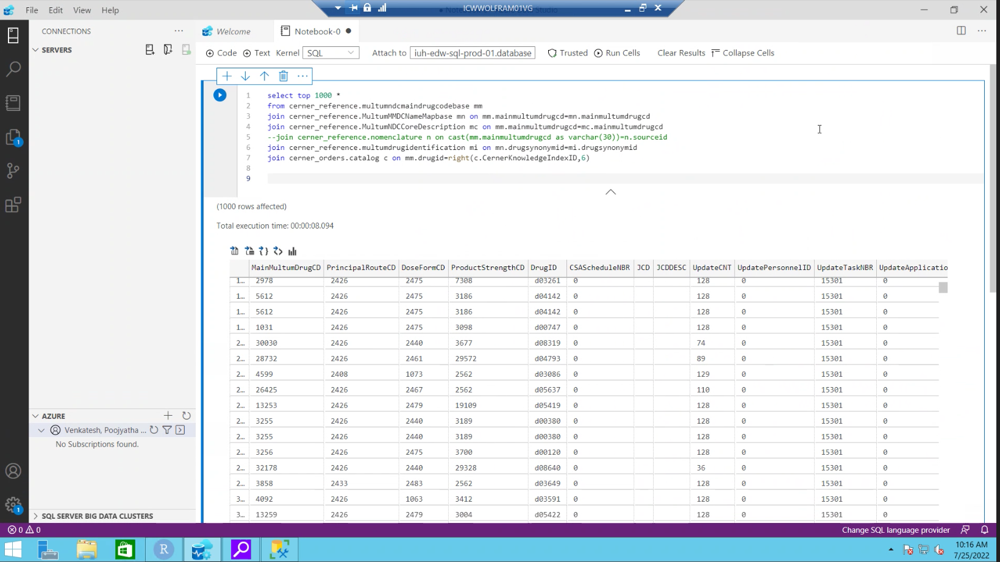 File Edit View Help
ICWWOLFRAM01VG
CONNECTIONS
Welcome
Notebook-0
SERVERS
Code Text Kernel SQL Attach to iuh-edw-sql-prod-01.database Trusted Run Cells Clear Results Collapse Cells
1 select top 1000 *
2 from cerner_reference.multumndcmaindrugcodebase mm
3 join cerner_reference.MultumMMDCNameMapbase mn on mm.mainmultumdrugcd=mn.mainmultumdrugcd
4 join cerner_reference.MultumNDCCoreDescription mc on mm.mainmultumdrugcd=mc.mainmultumdrugcd
5 --join cerner_reference.nomenclature n on cast(mm.mainmultumdrugcd as varchar(30))=n.sourceid
6 join cerner_reference.multumdrugidentification mi on mn.drugsynonymid=mi.drugsynonymid
7 join cerner_orders.catalog c on mm.drugid=right(c.CernerKnowledgeIndexID,6)
8
9
(1000 rows affected)
Total execution time: 00:00:08.094
MainMultumDrugCD PrincipalRouteCD DoseFormCD ProductStrengthCD DrugID CSAScheduleNBR JCD JCDDESC UpdateCNT UpdatePersonnelID UpdateTaskNBR UpdateApplicatio
1... 2978 2426 2475 7308 d03261 0 128 0 15301 0
1... 5612 2426 2475 3186 d04142 0 128 0 15301 0
1... 5612 2426 2475 3186 d04142 0 128 0 15301 0
1... 1031 2426 2475 3098 d00747 0 128 0 15301 0
2... 30030 2426 2440 3677 d08319 0 74 0 15301 0
2... 28732 2426 2461 29572 d04793 0 89 0 15301 0
2... 4599 2408 1073 2562 d03086 0 129 0 15301 0
2... 26425 2426 2467 2562 d05637 0 110 0 15301 0
2... 13253 2426 2479 19109 d05419 0 128 0 15301 0
2... 3255 2426 2440 3189 d00380 0 128 0 15301 0
2... 3255 2426 2440 3189 d00380 0 128 0 15301 0
2... 3256 2426 2475 3700 d00120 0 128 0 15301 0
2... 32178 2426 2440 29328 d08640 0 36 0 15301 0
2... 3858 2433 2483 2562 d03649 0 128 0 15301 0
3... 4092 2426 1063 3412 d03591 0 128 0 15301 0
3... 13259 2426 2479 3004 d05422 0 128 0 15301 0
AZURE
Venkatesh, Poojyatha ...
No Subscriptions found.
SQL SERVER BIG DATA CLUSTERS
1
1
0 0
Change SQL language provider
R
10:16 AM
7/25/2022